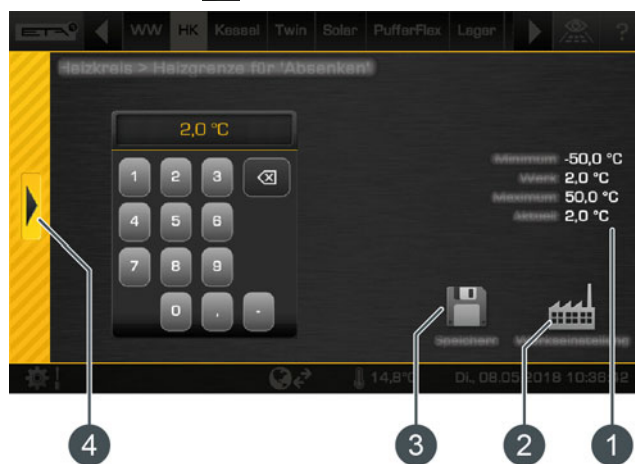 ETA
WW HK Kessel Twin Solar PufferFlex Lager ?
Heizkreis > Heizgrenze für 'Absenken'
2,0 °C
1 2 3
4 5 6
7 8 9
0 , -
Minimum -50,0 °C
Werk 2,0 °C
Maximum 50,0 °C
Aktuell 2,0 °C
Speichern Werkseinstellung
14,8°C Di., 08.05.2018 10:36:42
4 3 2 1